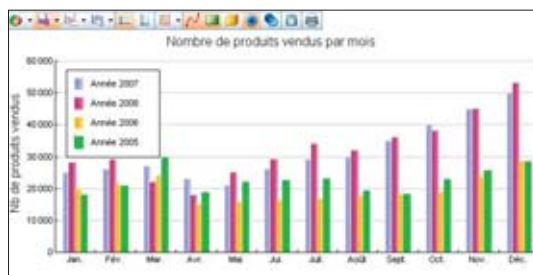 Nombre de produits vendus par mois
Nb de produits vendus
60 000
50 000
40 000
30 000
20 000
10 000
0
Année 2007
Année 2008
Année 2006
Année 2005
Jan. Fév. Mar. Avr. Mai Jui. Juil. Août Sept. Oct. Nov. Déc.